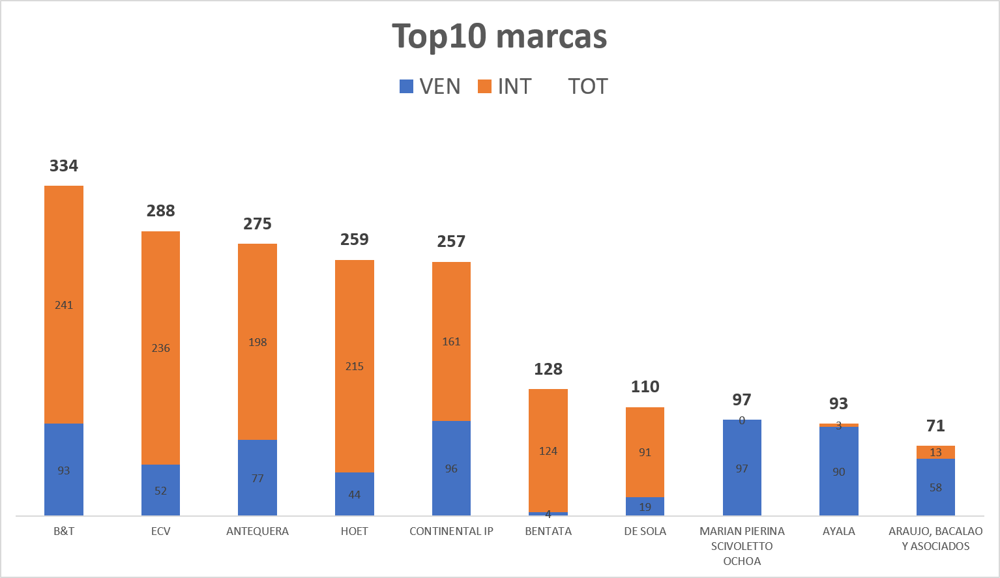 Top10 marcas
VEN INT TOT
334
288
275
259
257
128
110
97
93
71
241
236
198
215
161
124
91
0
3
13
93
52
77
44
96
4
19
97
90
58
B&T
ECV
ANTEQUERA
HOET
CONTINENTAL IP
BENTATA
DE SOLA
MARIAN PIERINA
SCIVOLETTO
OCHOA
AYALA
ARAUJO, BACALAO
Y ASOCIADOS